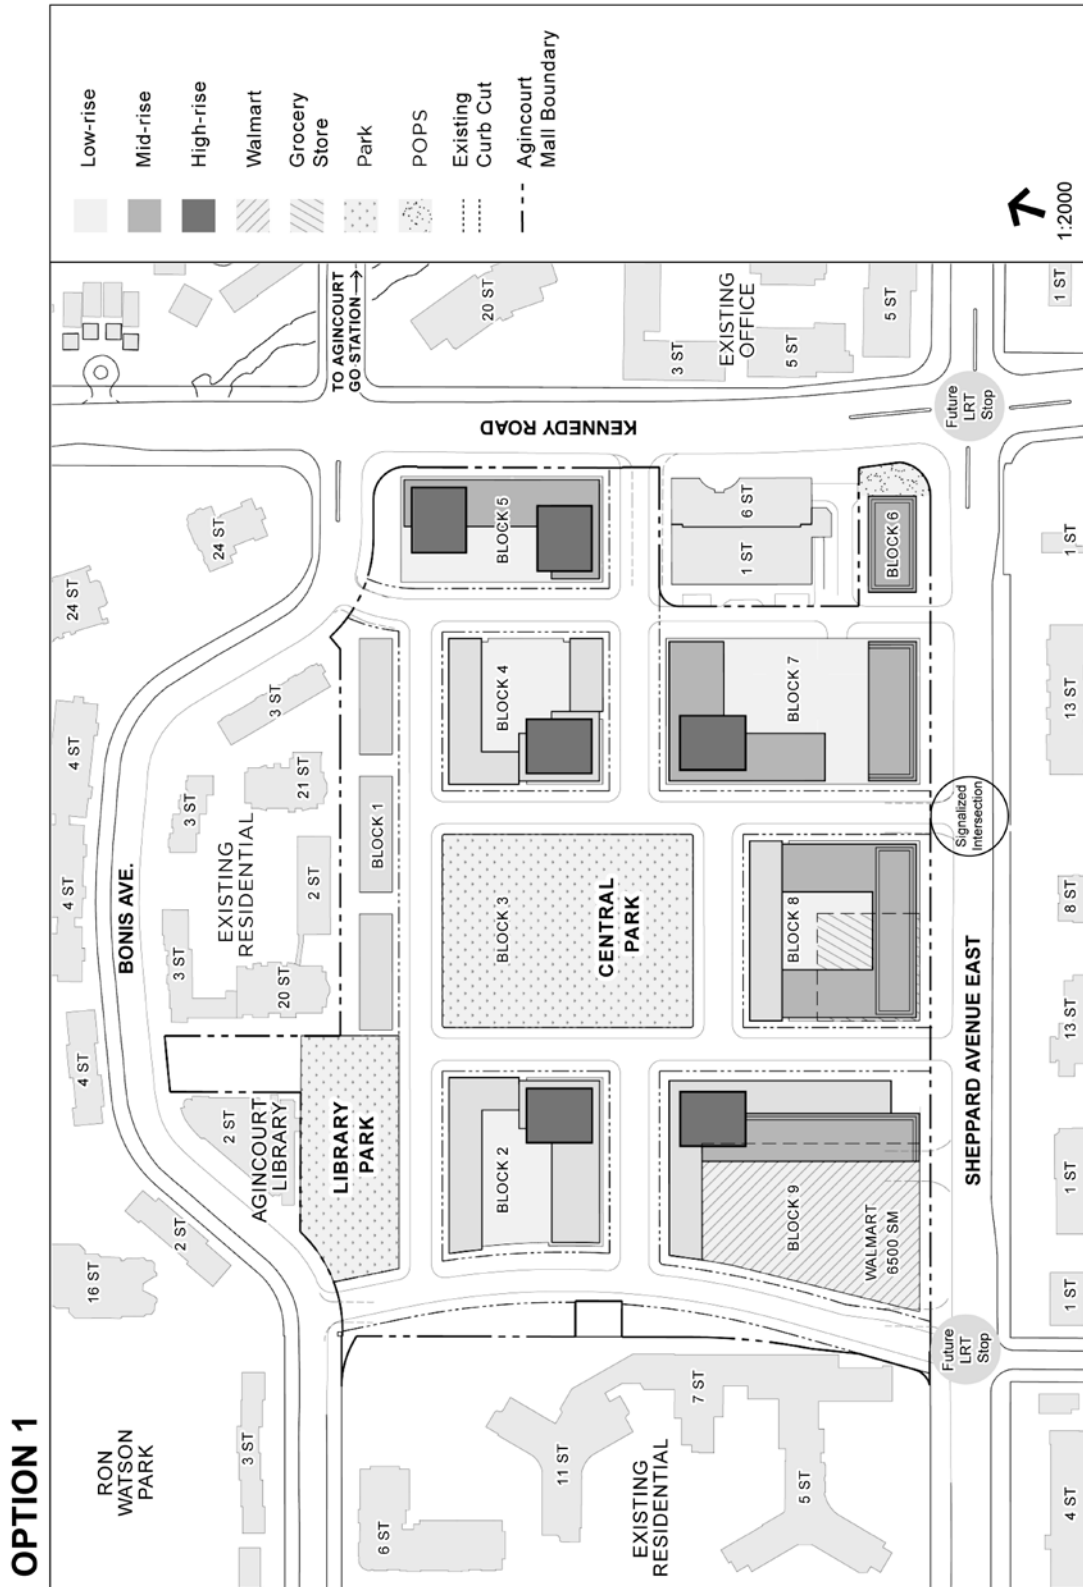 OPTION 1
Low-rise
Mid-rise
High-rise
Walmart
Grocery
Store
Park
POPS
Existing
Curb Cut
Agincourt
Mall Boundary
1:2000
RON
WATSON
PARK
16 ST
2 ST
3 ST
4 ST
4 ST
4 ST
24 ST
24 ST
BONIS AVE.
AGINCOURT
LIBRARY
2 ST
3 ST
20 ST
EXISTING
RESIDENTIAL
2 ST
3 ST
21 ST
3 ST
TO AGINCOURT
GO STATION
20 ST
3 ST
EXISTING
OFFICE
5 ST
5 ST
1 ST
KENNEDY ROAD
LIBRARY
PARK
BLOCK 1
BLOCK 2
BLOCK 3
CENTRAL
PARK
BLOCK 4
BLOCK 5
1 ST
6 ST
BLOCK 6
BLOCK 7
BLOCK 8
BLOCK 9
WALMART
6500 SM
6 ST
11 ST
7 ST
5 ST
EXISTING
RESIDENTIAL
Future
LRT
Stop
Signalized
Intersection
Future
LRT
Stop
SHEPPARD AVENUE EAST
4 ST
1 ST
1 ST
13 ST
8 ST
13 ST
1 ST